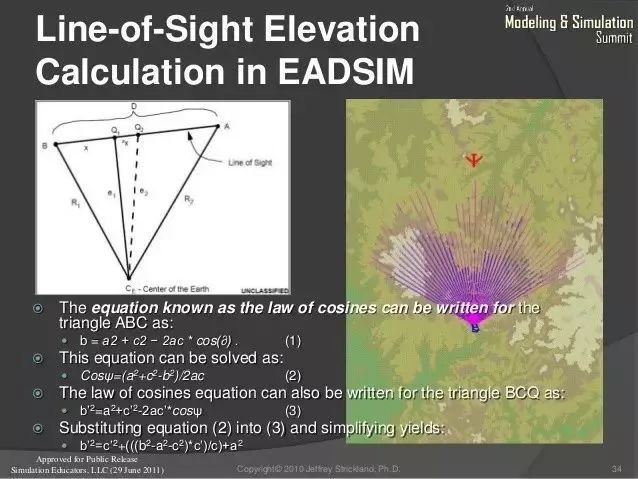 2nd Annual
Modeling & Simulation
Summit
Line-of-Sight Elevation
Calculation in EADSIM
D
B
Q₁
Q₂
A
x
Line of Sight
R₁
e₁
e₂
R₂
C - Center of the Earth
UNCLASSIFIED
B
The equation known as the law of cosines can be written for the
triangle ABC as:
b = a2 + c2 − 2ac * cos(∂) . (1)
This equation can be solved as:
Cosψ=(a²+c²-b²)/2ac (2)
The law of cosines equation can also be written for the triangle BCQ as:
b'²=a²+c'²-2ac'*cosψ (3)
Substituting equation (2) into (3) and simplifying yields:
b'²=c'²+(((b²-a²-c²)*c')/c)+a²
Approved for Public Release
Simulation Educators, LLC (29 June 2011)
Copyright© 2010 Jeffrey Strickland, Ph.D.
34